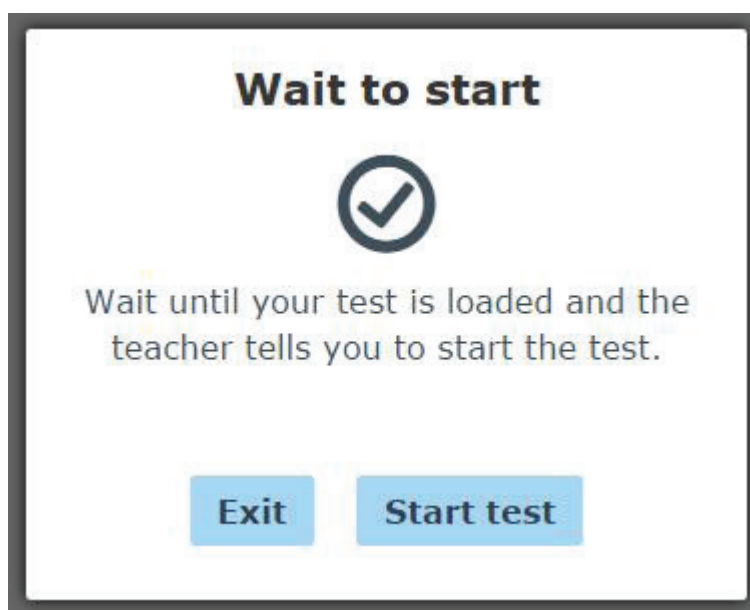 Wait to start
Wait until your test is loaded and the
teacher tells you to start the test.
Exit
Start test